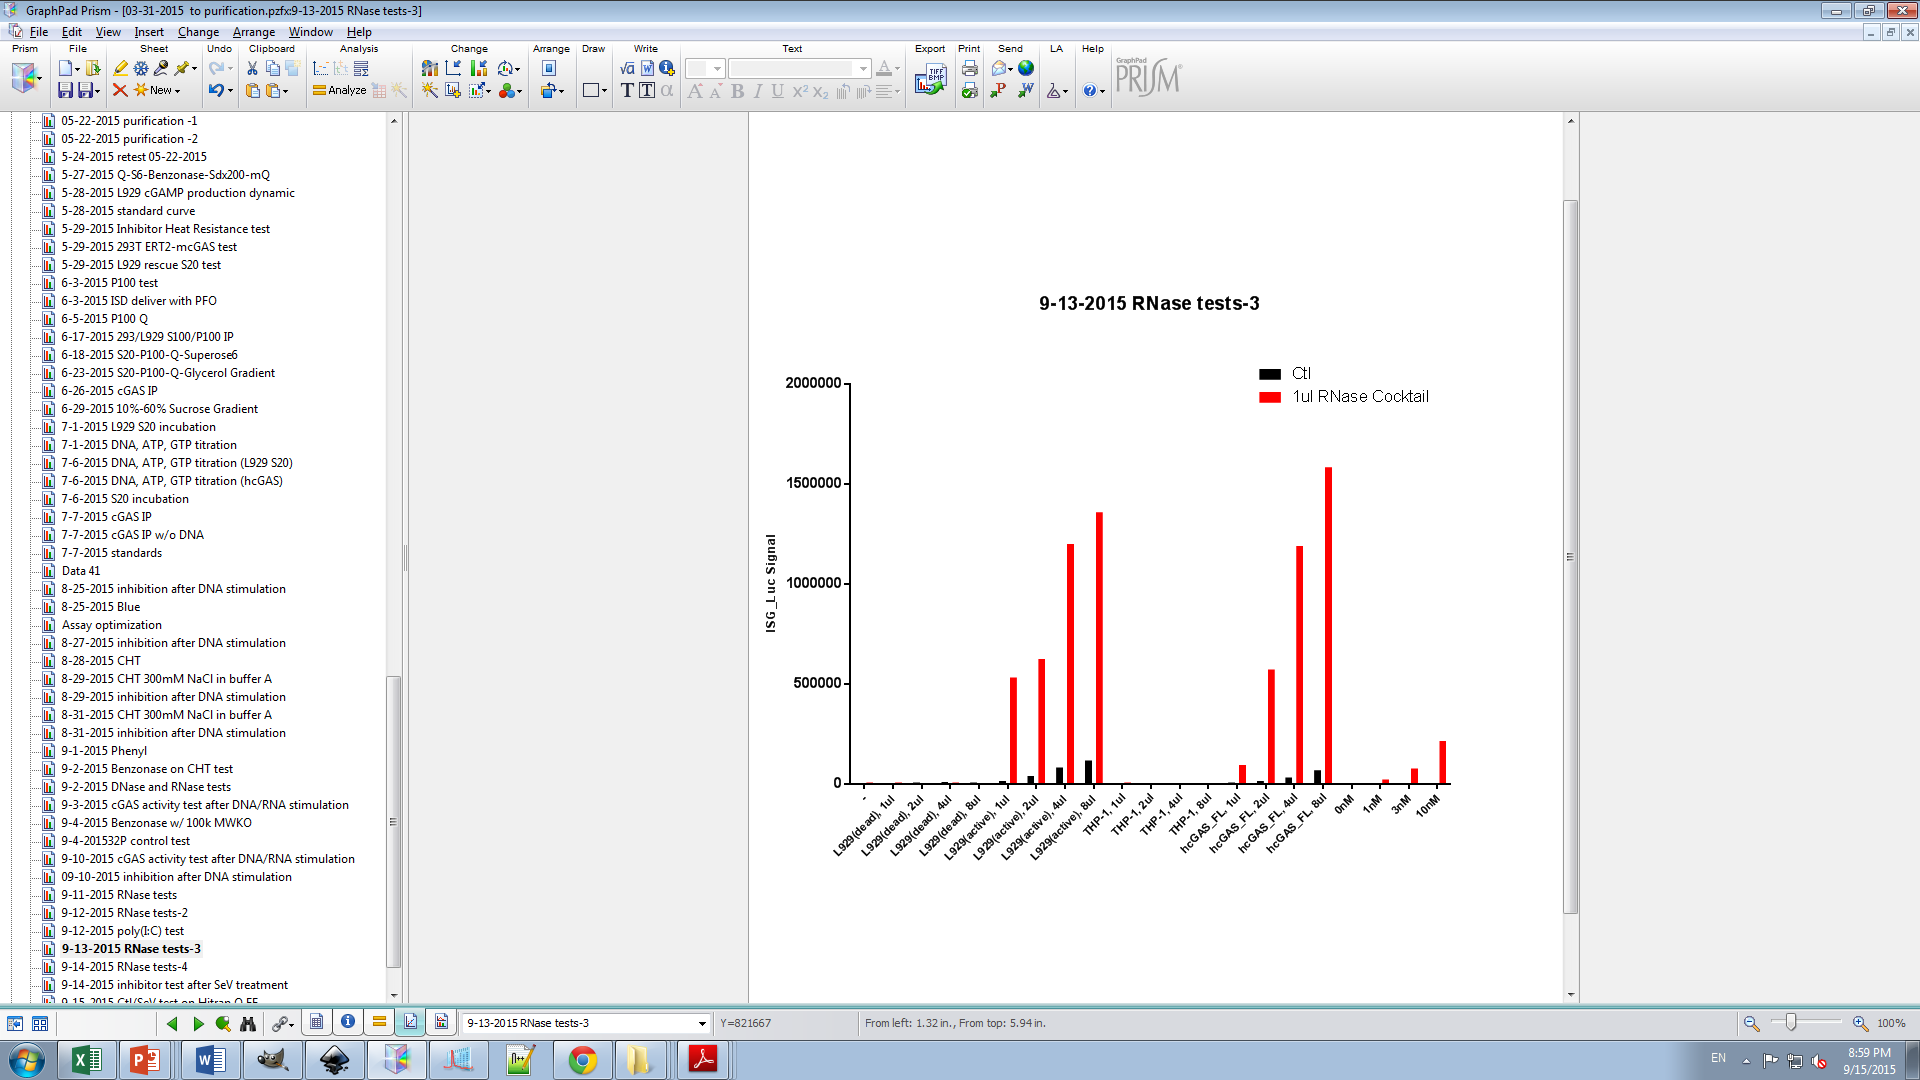 GraphPad Prism - [03-31-2015 to purification.pzfx:9-13-2015 RNase tests-3]
File Edit View Insert Change Arrange Window Help
Prism File Sheet Undo Clipboard Analysis Change Arrange Draw Write Text Export Print Send LA Help
New
Analyze
GraphPad
PRISM
TIFF
BMP
05-22-2015 purification -1
05-22-2015 purification -2
5-24-2015 retest 05-22-2015
5-27-2015 Q-S6-Benzonase-Sdx200-mQ
5-28-2015 L929 cGAMP production dynamic
5-28-2015 standard curve
5-29-2015 Inhibitor Heat Resistance test
5-29-2015 293T ERT2-mcGAS test
5-29-2015 L929 rescue S20 test
6-3-2015 P100 test
6-3-2015 ISD deliver with PFO
6-5-2015 P100 Q
6-17-2015 293/L929 S100/P100 IP
6-18-2015 S20-P100-Q-Superose6
6-23-2015 S20-P100-Q-Glycerol Gradient
6-26-2015 cGAS IP
6-29-2015 10%-60% Sucrose Gradient
7-1-2015 L929 S20 incubation
7-1-2015 DNA, ATP, GTP titration
7-6-2015 DNA, ATP, GTP titration (L929 S20)
7-6-2015 DNA, ATP, GTP titration (hcGAS)
7-6-2015 S20 incubation
7-7-2015 cGAS IP
7-7-2015 cGAS IP w/o DNA
7-7-2015 standards
Data 41
8-25-2015 inhibition after DNA stimulation
8-25-2015 Blue
Assay optimization
8-27-2015 inhibition after DNA stimulation
8-28-2015 CHT
8-29-2015 CHT 300mM NaCl in buffer A
8-29-2015 inhibition after DNA stimulation
8-31-2015 CHT 300mM NaCl in buffer A
8-31-2015 inhibition after DNA stimulation
9-1-2015 Phenyl
9-2-2015 Benzonase on CHT test
9-2-2015 DNase and RNase tests
9-3-2015 cGAS activity test after DNA/RNA stimulation
9-4-2015 Benzonase w/ 100k MWKO
9-4-201532P control test
9-10-2015 cGAS activity test after DNA/RNA stimulation
09-10-2015 inhibition after DNA stimulation
9-11-2015 RNase tests
9-12-2015 RNase tests-2
9-12-2015 poly(I:C) test
9-13-2015 RNase tests-3
9-14-2015 RNase tests-4
9-14-2015 inhibitor test after SeV treatment
9-15-2015 Ctl/SeV test on Hitrap Q FF
9-13-2015 RNase tests-3
Ctl
1ul RNase Cocktail
ISG_Luc Signal
2000000
1500000
1000000
500000
0
-
L929(dead), 1ul
L929(dead), 2ul
L929(dead), 4ul
L929(dead), 8ul
L929(active), 1ul
L929(active), 2ul
L929(active), 4ul
L929(active), 8ul
THP-1, 1ul
THP-1, 2ul
THP-1, 4ul
THP-1, 8ul
hcGAS_FL, 1ul
hcGAS_FL, 2ul
hcGAS_FL, 4ul
hcGAS_FL, 8ul
0nM
1nM
3nM
10nM
9-13-2015 RNase tests-3 Y=821667 From left: 1.32 in., From top: 5.94 in. 100%
EN 8:59 PM
9/15/2015